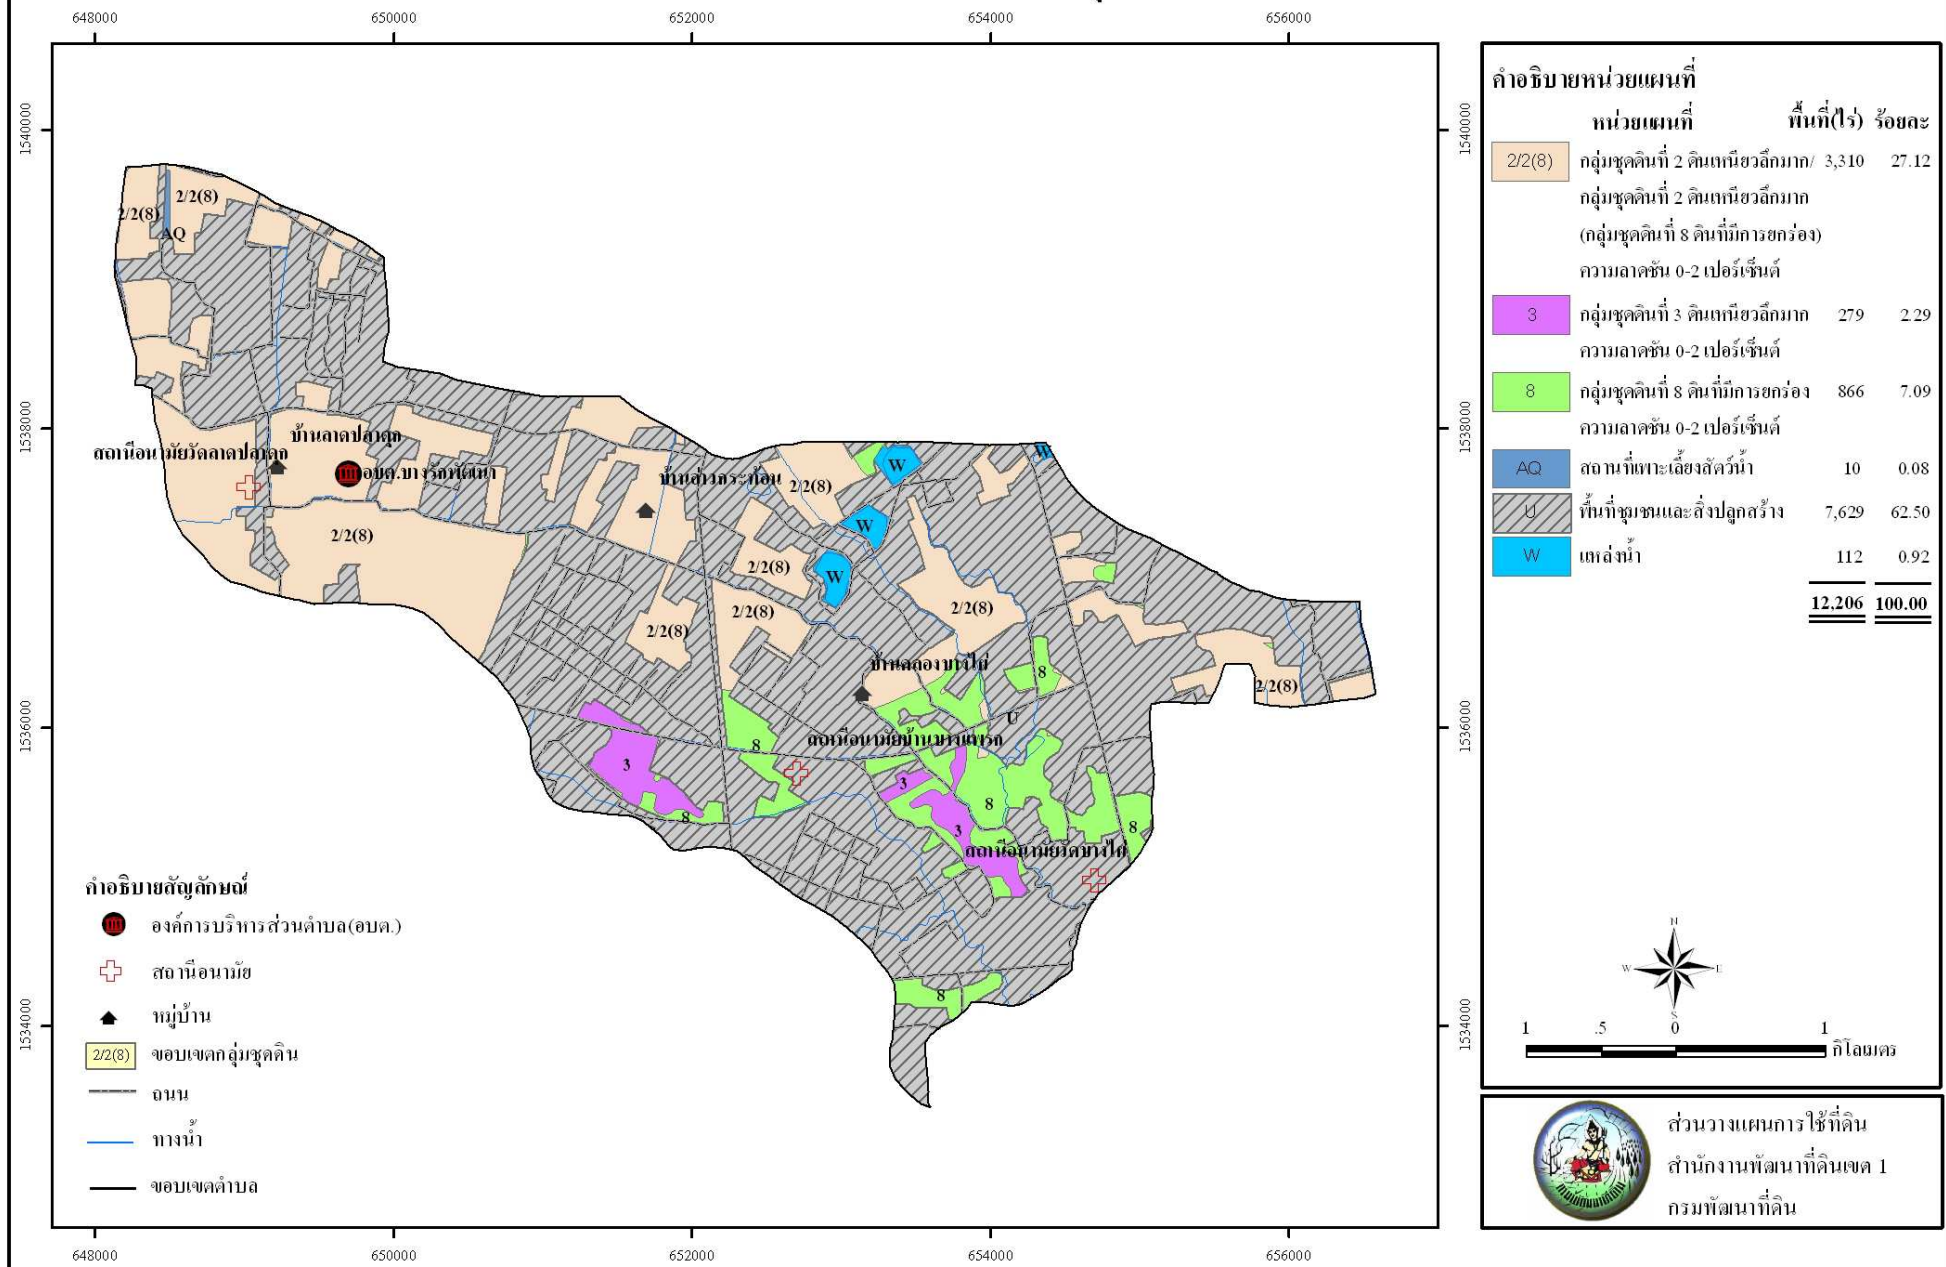 648000 650000 652000 654000 656000
1540000 1540000
1538000 1538000
1536000 1536000
1534000 1534000
2/2(8)
2/2(8)
AQ
บ้านลาดปลาดุก
สถานีอนามัยวัดลาดปลาดุก
อบต.บางรักพัฒนา
บ้านอ่าวกระท้อน
2/2(8)
W
W
W
2/2(8)
W
2/2(8)
2/2(8)
2/2(8)
2/2(8)
บ้านคลองบางไผ่
8
2/2(8)
U
8
สถานีอนามัยบ้านบางแพรก
3
3
8
8
3
8
สถานีอนามัยวัดบางไผ่
8
คำอธิบายสัญลักษณ์
องค์การบริหารส่วนตำบล(อบต.)
สถานีอนามัย
หมู่บ้าน
2/2(8) ขอบเขตกลุ่มชุดดิน
ถนน
ทางน้ำ
ขอบเขตตำบล
648000 650000 652000 654000 656000
คำอธิบายหน่วยแผนที่
หน่วยแผนที่ พื้นที่(ไร่) ร้อยละ
2/2(8) กลุ่มชุดดินที่ 2 ดินเหนียวลึกมาก/ 3,310 27.12
กลุ่มชุดดินที่ 2 ดินเหนียวลึกมาก
(กลุ่มชุดดินที่ 8 ดินที่มีการยกร่อง)
ความลาดชัน 0-2 เปอร์เซ็นต์
3 กลุ่มชุดดินที่ 3 ดินเหนียวลึกมาก 279 2.29
ความลาดชัน 0-2 เปอร์เซ็นต์
8 กลุ่มชุดดินที่ 8 ดินที่มีการยกร่อง 866 7.09
ความลาดชัน 0-2 เปอร์เซ็นต์
AQ สถานที่เพาะเลี้ยงสัตว์น้ำ 10 0.08
U พื้นที่ชุมชนและสิ่งปลูกสร้าง 7,629 62.50
W แหล่งน้ำ 112 0.92
12,206 100.00
N
W E
S
1 .5 0 1
กิโลเมตร
กรมพัฒนาที่ดิน
ส่วนวางแผนการใช้ที่ดิน
สำนักงานพัฒนาที่ดินเขต 1
กรมพัฒนาที่ดิน